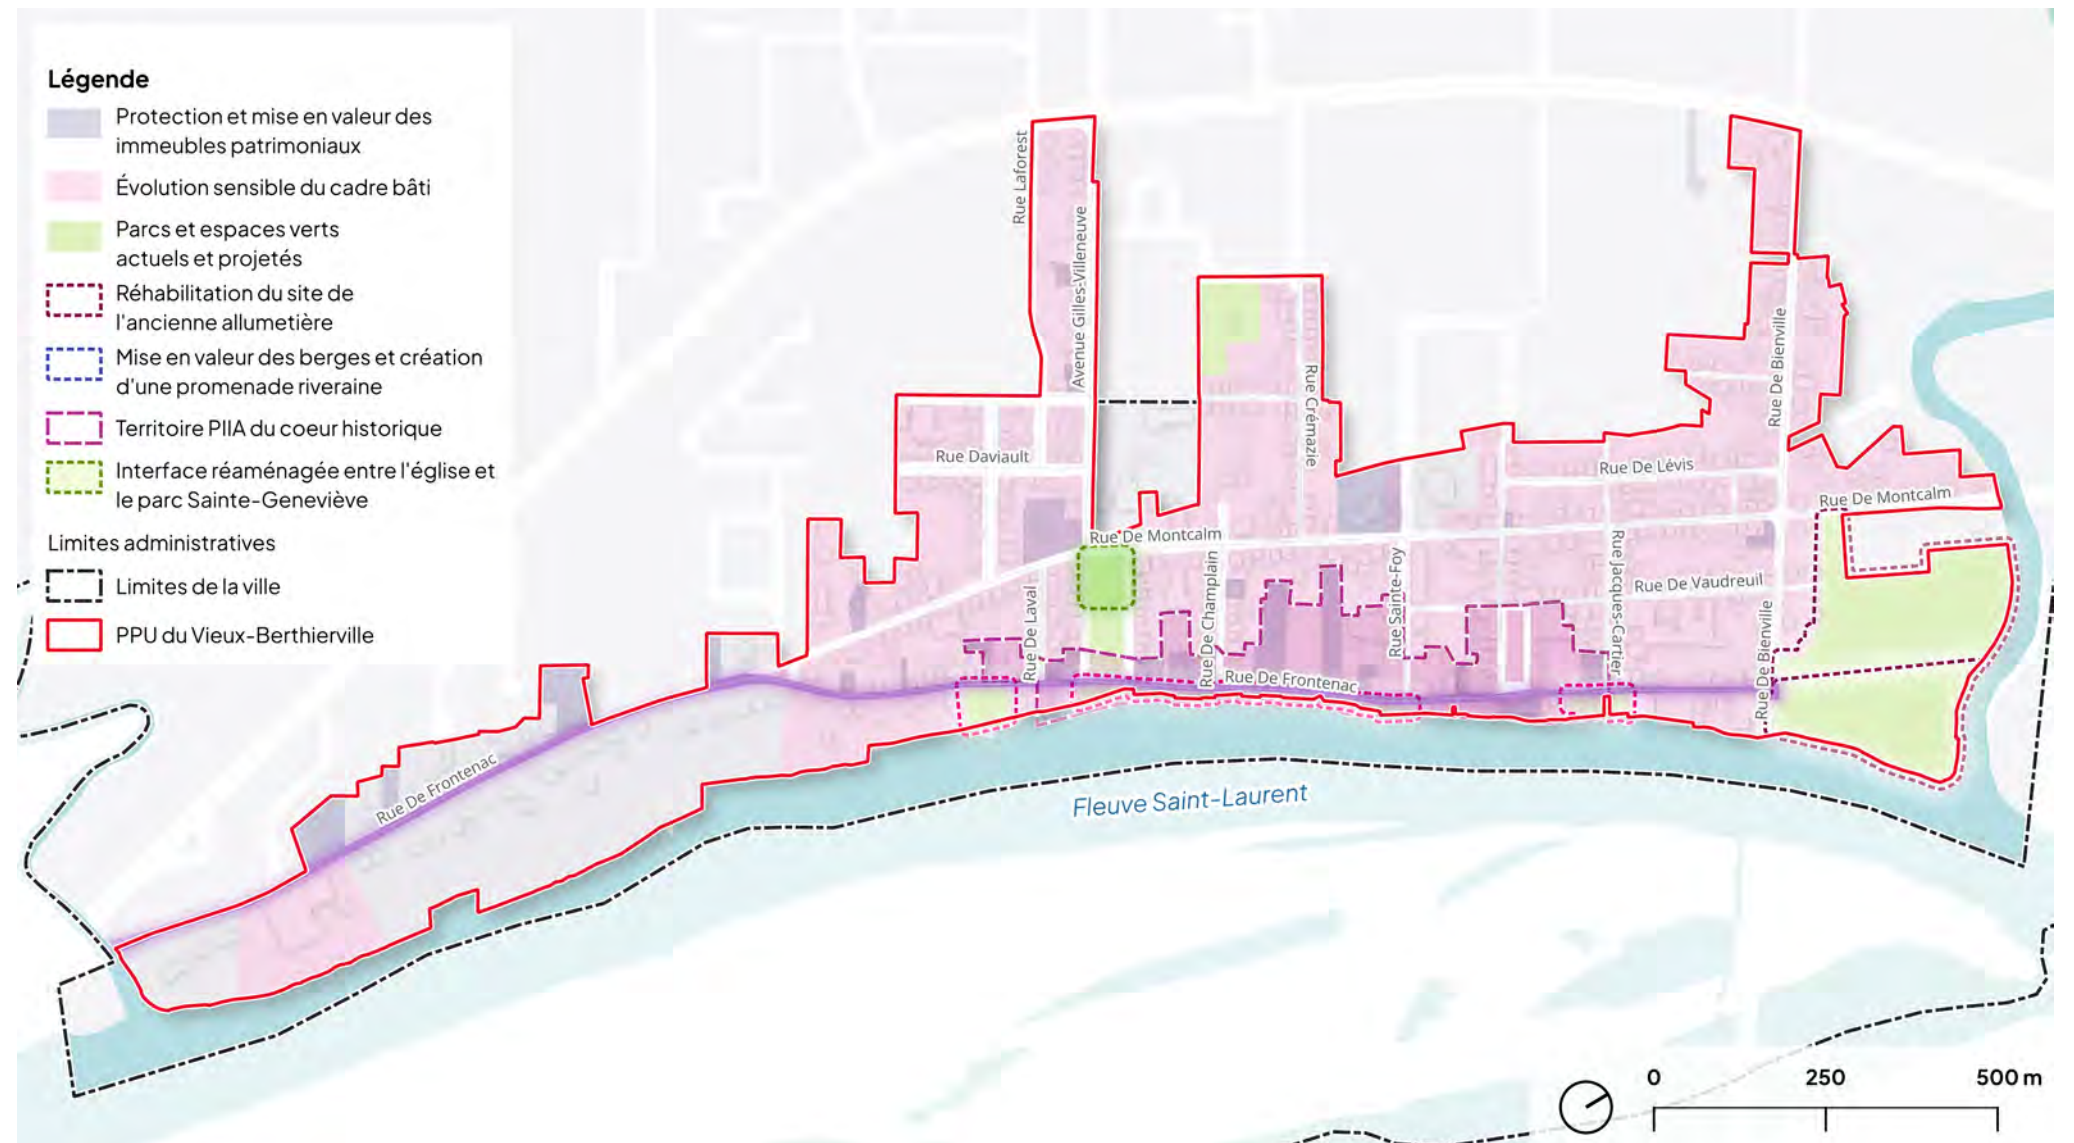 Légende
Protection et mise en valeur des
immeubles patrimoniaux
Évolution sensible du cadre bâti
Parcs et espaces verts
actuels et projetés
Réhabilitation du site de
l'ancienne allumetière
Mise en valeur des berges et création
d'une promenade riveraine
Territoire PIIA du coeur historique
Interface réaménagée entre l'église et
le parc Sainte-Geneviève
Limites administratives
Limites de la ville
PPU du Vieux-Berthierville
Rue Laforest
Avenue Gilles-Villeneuve
Rue Crémazie
Rue De Bienville
Rue Daviault
Rue De Lévis
Rue De Montcalm
Rue De Montcalm
Rue De Laval
Rue De Champlain
Rue Sainte-Foy
Rue Jacques-Cartier
Rue De Vaudreuil
Rue De Bienville
Rue De Frontenac
Rue De Frontenac
Fleuve Saint-Laurent
0 250 500 m